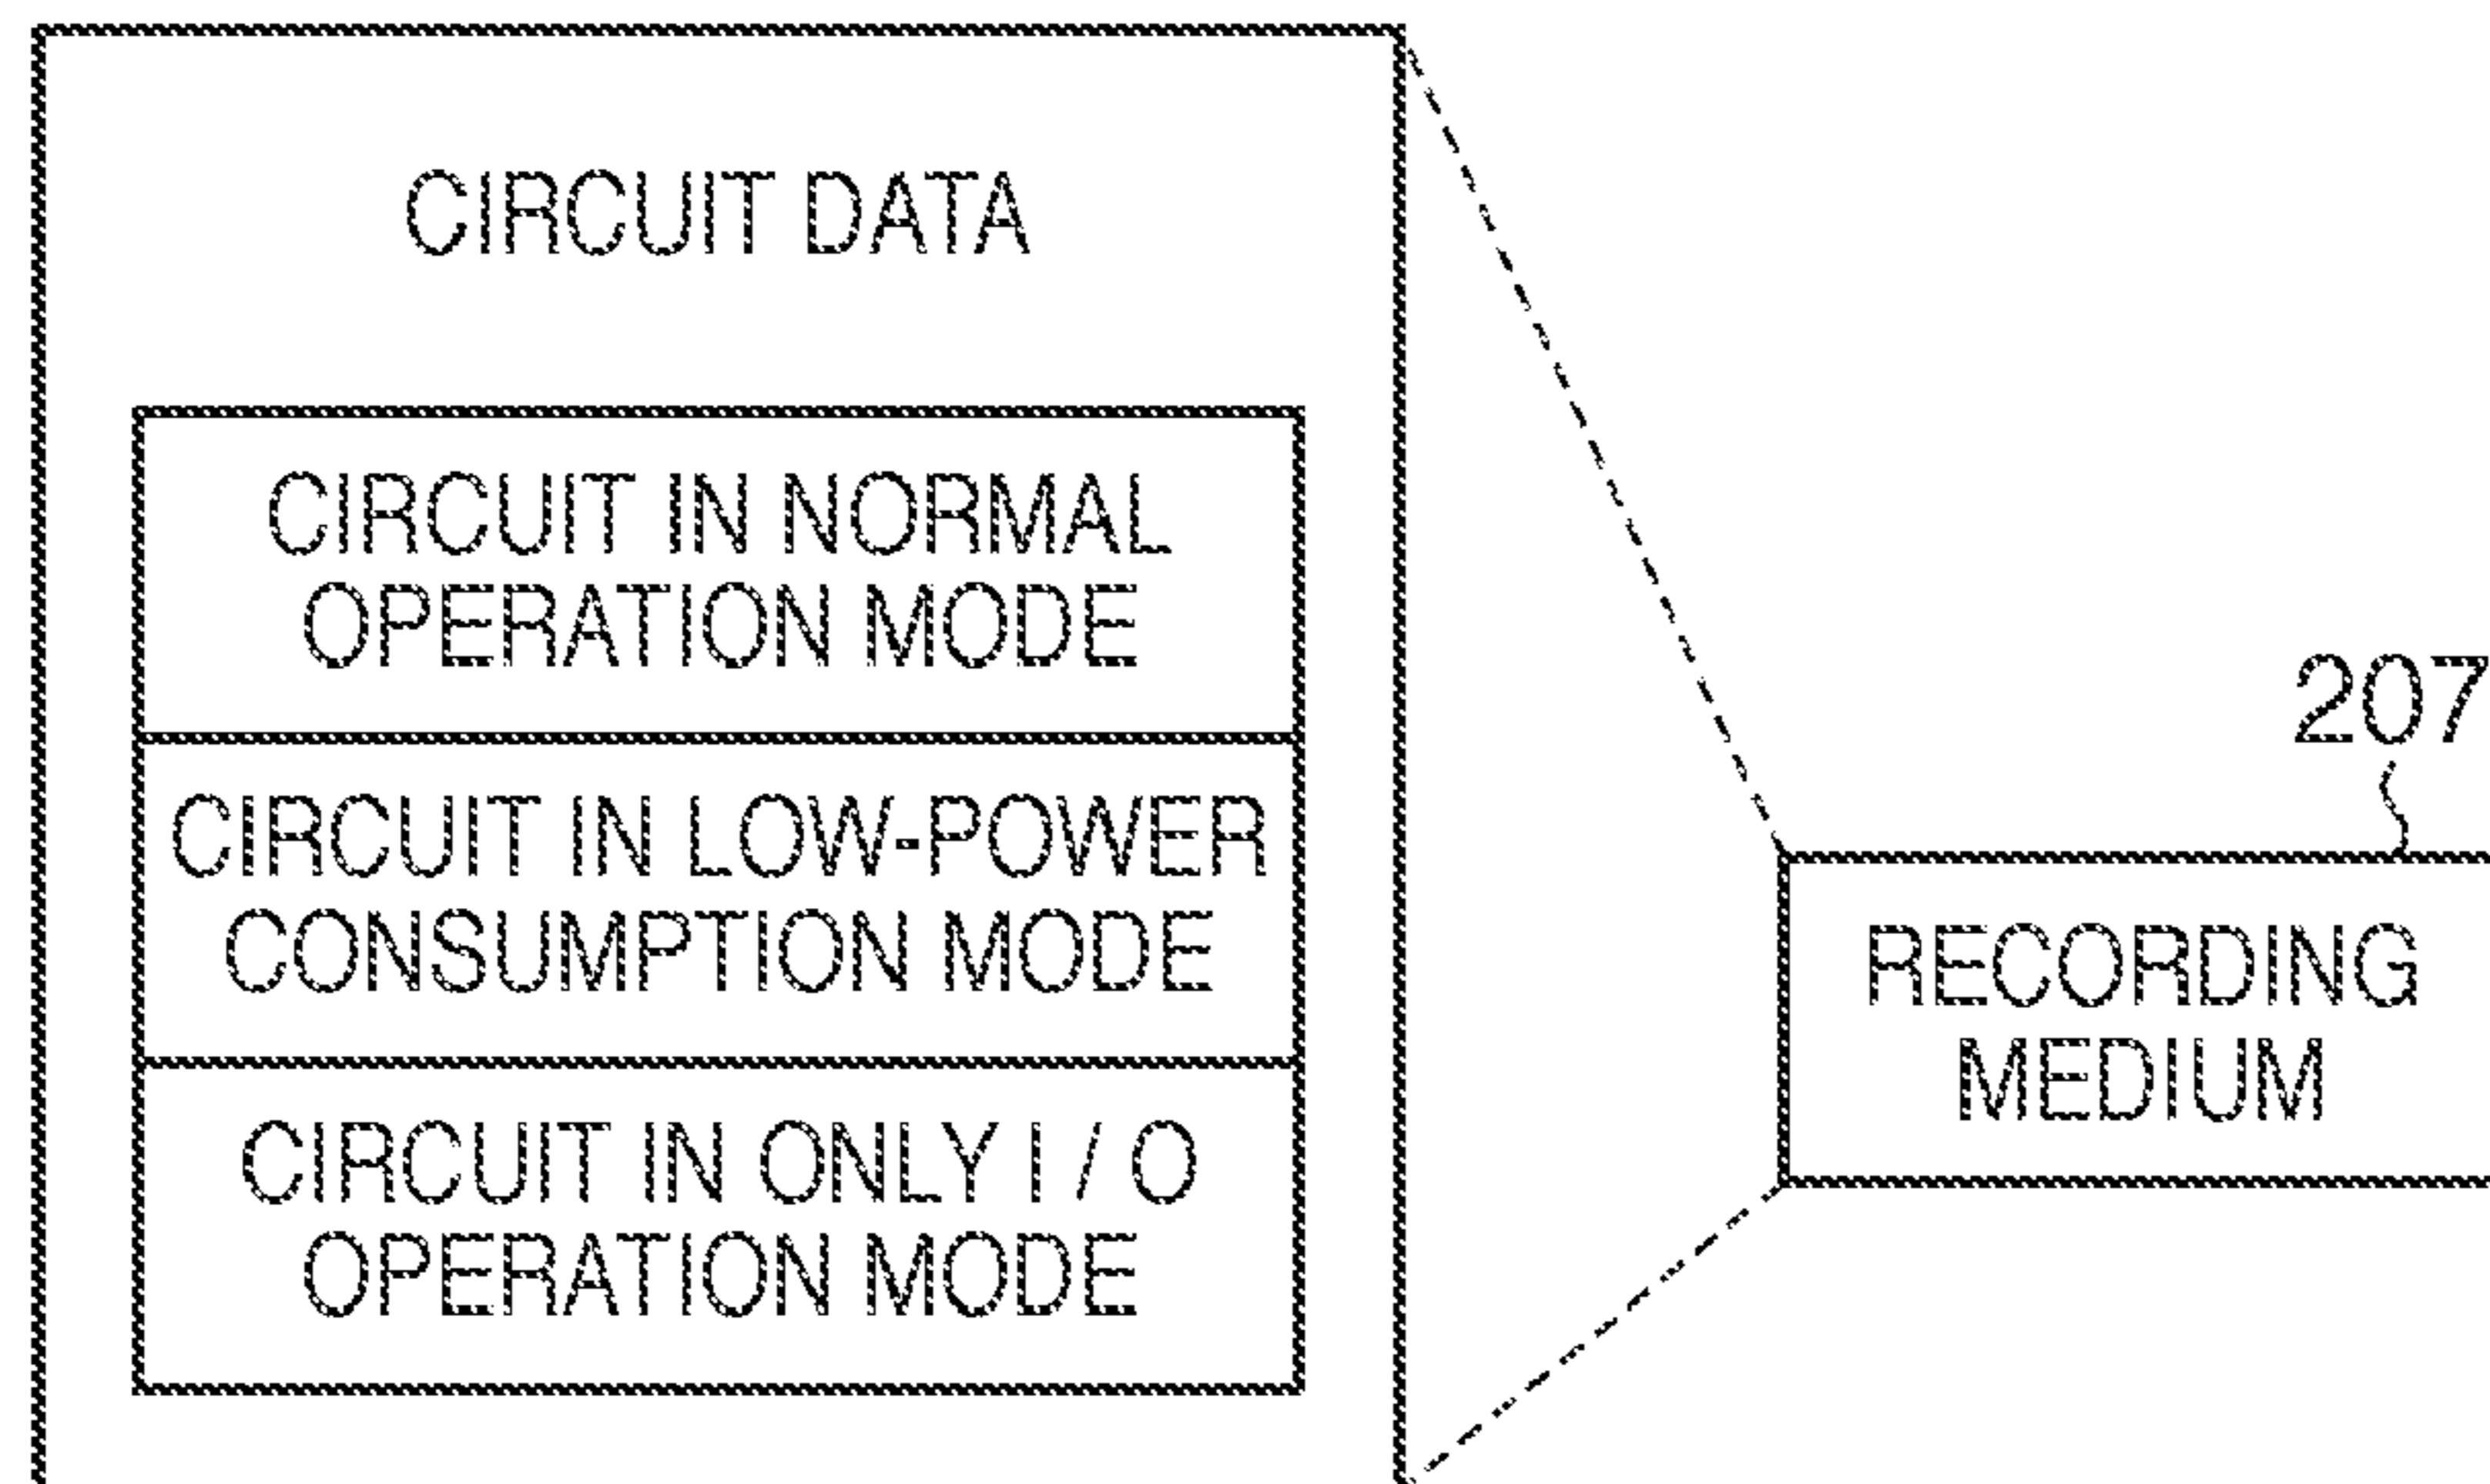 CIRCUIT DATA
CIRCUIT IN NORMAL
OPERATION MODE
CIRCUIT IN LOW-POWER
CONSUMPTION MODE
CIRCUIT IN ONLY I / O
OPERATION MODE
207
RECORDING
MEDIUM